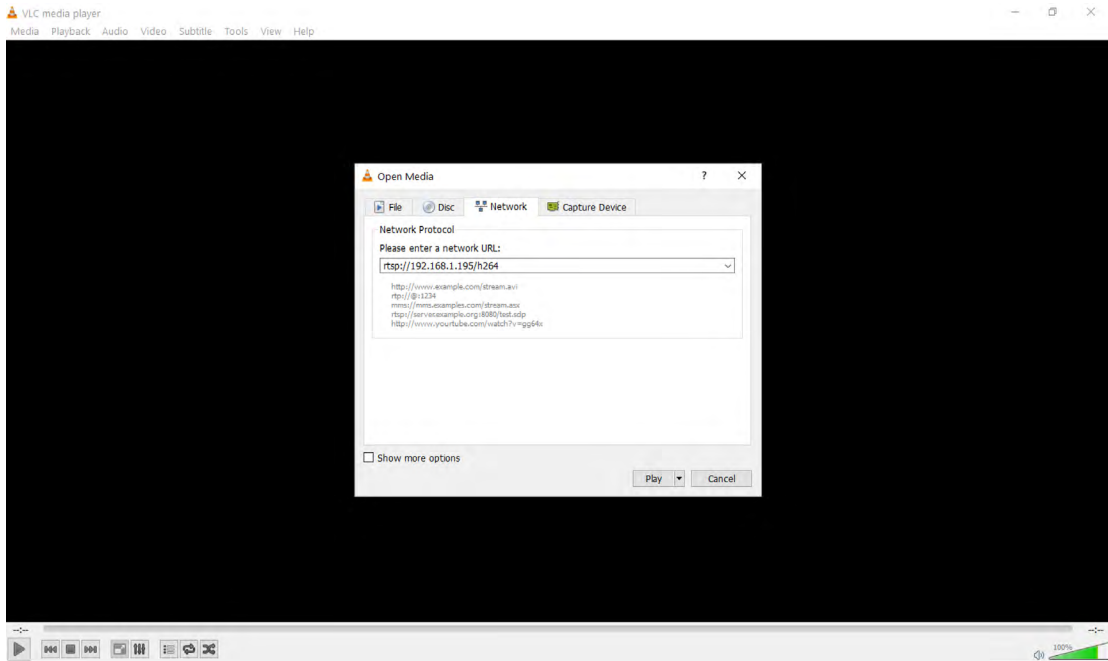 VLC media player
Media Playback Audio Video Subtitle Tools View Help
Open Media ?
File Disc Network Capture Device
Network Protocol
Please enter a network URL:
rtsp://192.168.1.195/h264
http://www.example.com/stream.avi
rtp://@:1234
mms://mms.examples.com/stream.asx
rtsp://server.example.org:8080/test.sdp
http://www.yourtube.com/watch?v=gg64x
Show more options
Play Cancel
--:-- --:--
100%